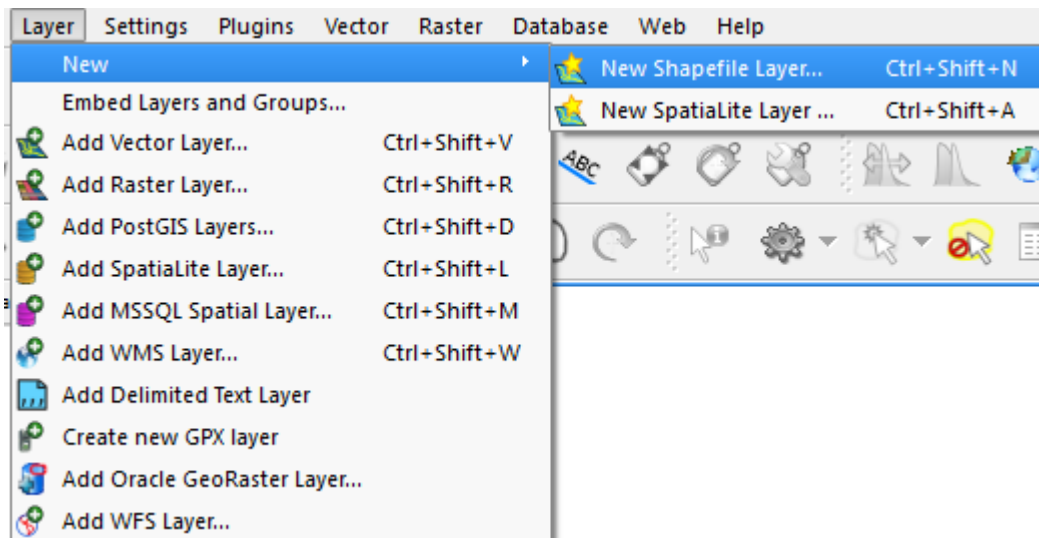 Layer Settings Plugins Vector Raster Database Web Help
New
New Shapefile Layer... Ctrl+Shift+N
Embed Layers and Groups...
New SpatiaLite Layer ... Ctrl+Shift+A
Add Vector Layer... Ctrl+Shift+V
ABC
Add Raster Layer... Ctrl+Shift+R
Add PostGIS Layers... Ctrl+Shift+D
Add SpatiaLite Layer... Ctrl+Shift+L
Add MSSQL Spatial Layer... Ctrl+Shift+M
Add WMS Layer... Ctrl+Shift+W
Add Delimited Text Layer
Create new GPX layer
Add Oracle GeoRaster Layer...
Add WFS Layer...